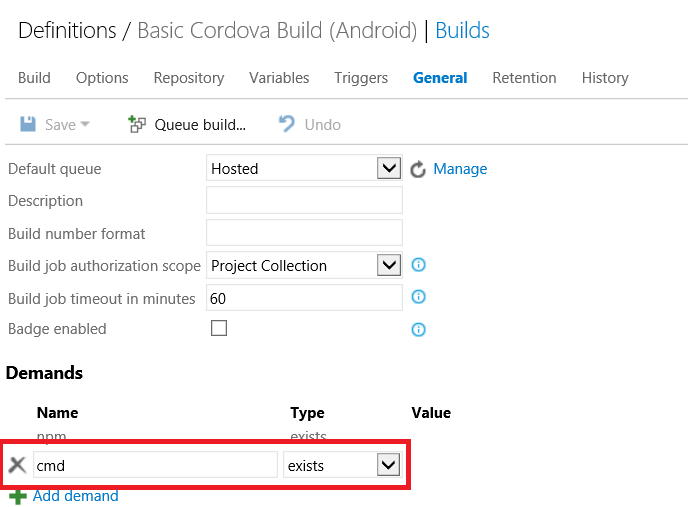 Definitions / Basic Cordova Build (Android) | Builds
Build Options Repository Variables Triggers General Retention History
Save Queue build... Undo
Default queue Hosted Manage
Description
Build number format
Build job authorization scope Project Collection
Build job timeout in minutes 60
Badge enabled
Demands
Name Type Value
npm exists
cmd exists
Add demand